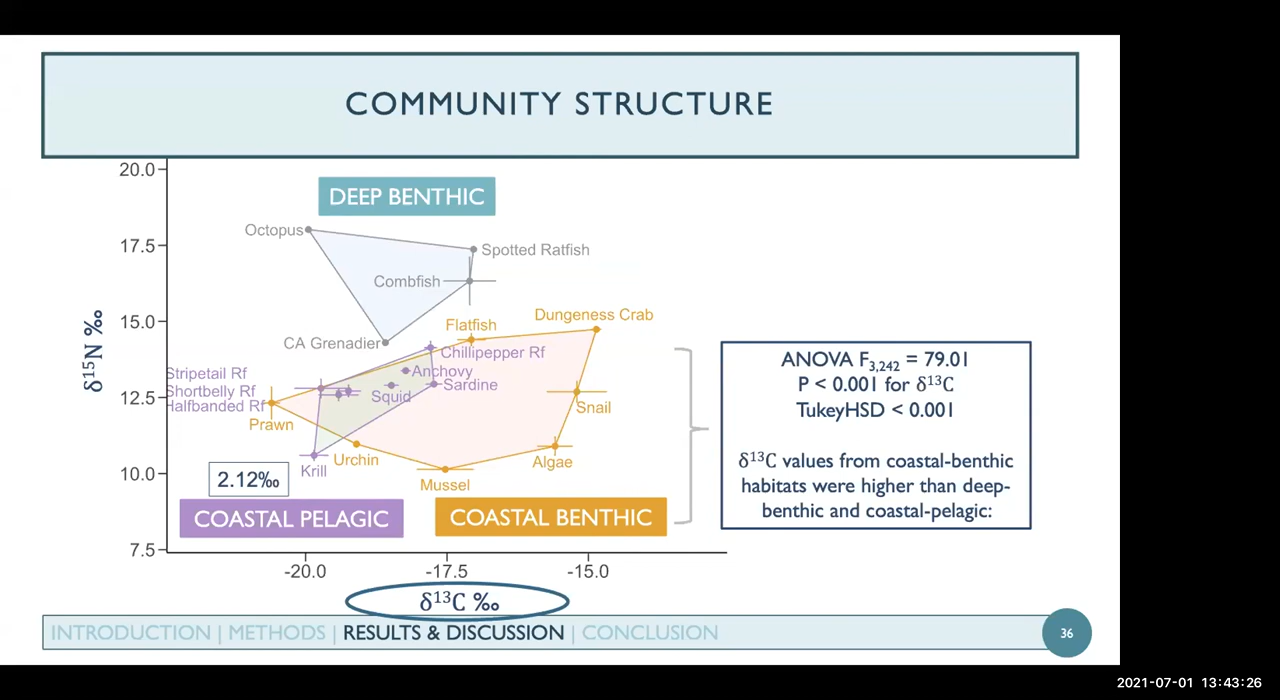 COMMUNITY STRUCTURE
20.0
17.5
15.0
12.5
10.0
7.5
δ15N ‰
DEEP BENTHIC
Octopus
Spotted Ratfish
Combfish
CA Grenadier
Flatfish
Dungeness Crab
Chillipepper Rf
Stripetail Rf
Anchovy
Shortbelly Rf
Sardine
Squid
Halfbanded Rf
Snail
Prawn
Urchin
Algae
Krill
Mussel
2.12‰
COASTAL PELAGIC
COASTAL BENTHIC
-20.0
-17.5
-15.0
δ13C ‰
ANOVA F3,242 = 79.01
P < 0.001 for δ13C
TukeyHSD < 0.001
δ13C values from coastal-benthic
habitats were higher than deep-
benthic and coastal-pelagic:
INTRODUCTION | METHODS | RESULTS & DISCUSSION | CONCLUSION
36
2021-07-01 13:43:26